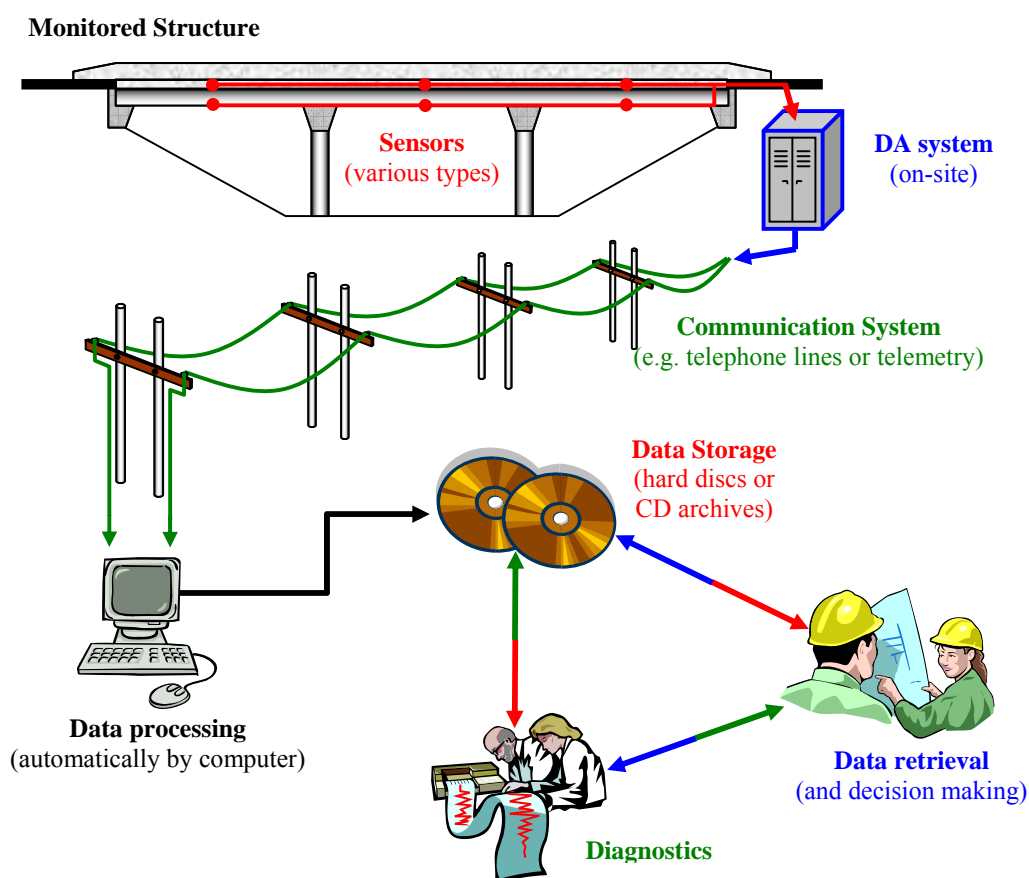 Monitored Structure
Sensors
(various types)
DA system
(on-site)
Communication System
(e.g. telephone lines or telemetry)
Data Storage
(hard discs or
CD archives)
Data processing
(automatically by computer)
Data retrieval
(and decision making)
Diagnostics